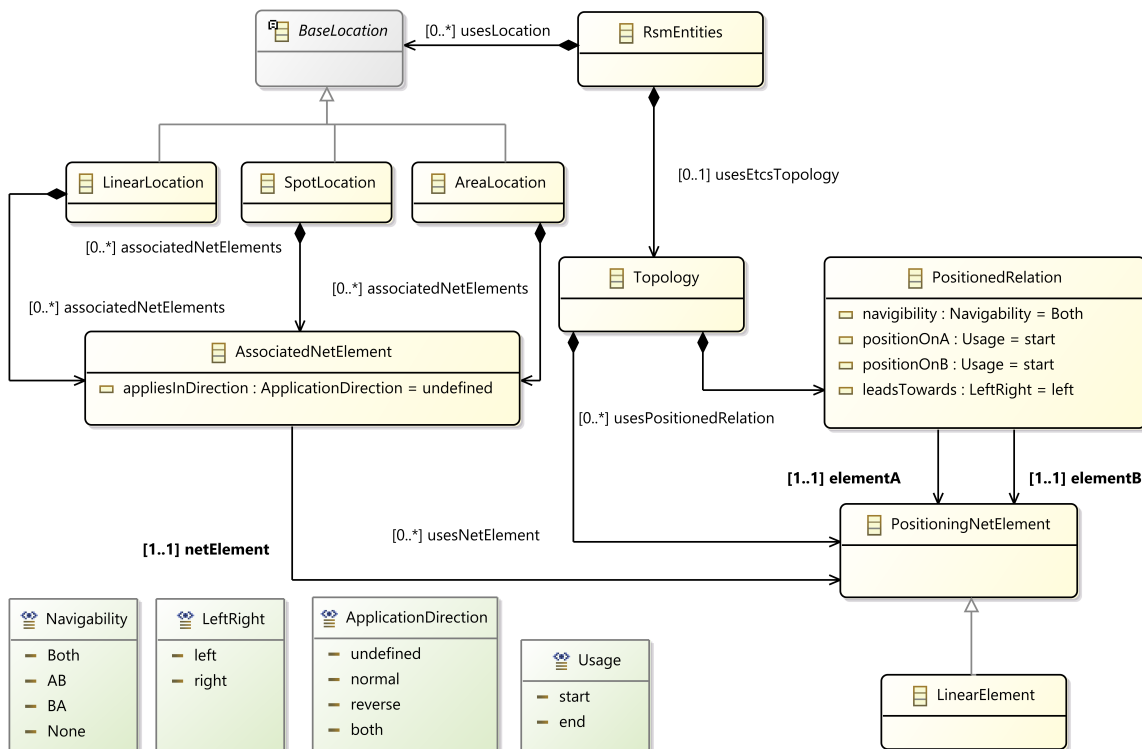 BaseLocation
[0..*] usesLocation
RsmEntities
LinearLocation
SpotLocation
AreaLocation
[0..1] usesEtcsTopology
[0..*] associatedNetElements
[0..*] associatedNetElements
[0..*] associatedNetElements
Topology
PositionedRelation
navigibility : Navigability = Both
positionOnA : Usage = start
positionOnB : Usage = start
leadsTowards : LeftRight = left
AssociatedNetElement
appliesInDirection : ApplicationDirection = undefined
[0..*] usesPositionedRelation
[1..1] elementA
[1..1] elementB
PositioningNetElement
[0..*] usesNetElement
[1..1] netElement
Navigability
Both
AB
BA
None
LeftRight
left
right
ApplicationDirection
undefined
normal
reverse
both
Usage
start
end
LinearElement